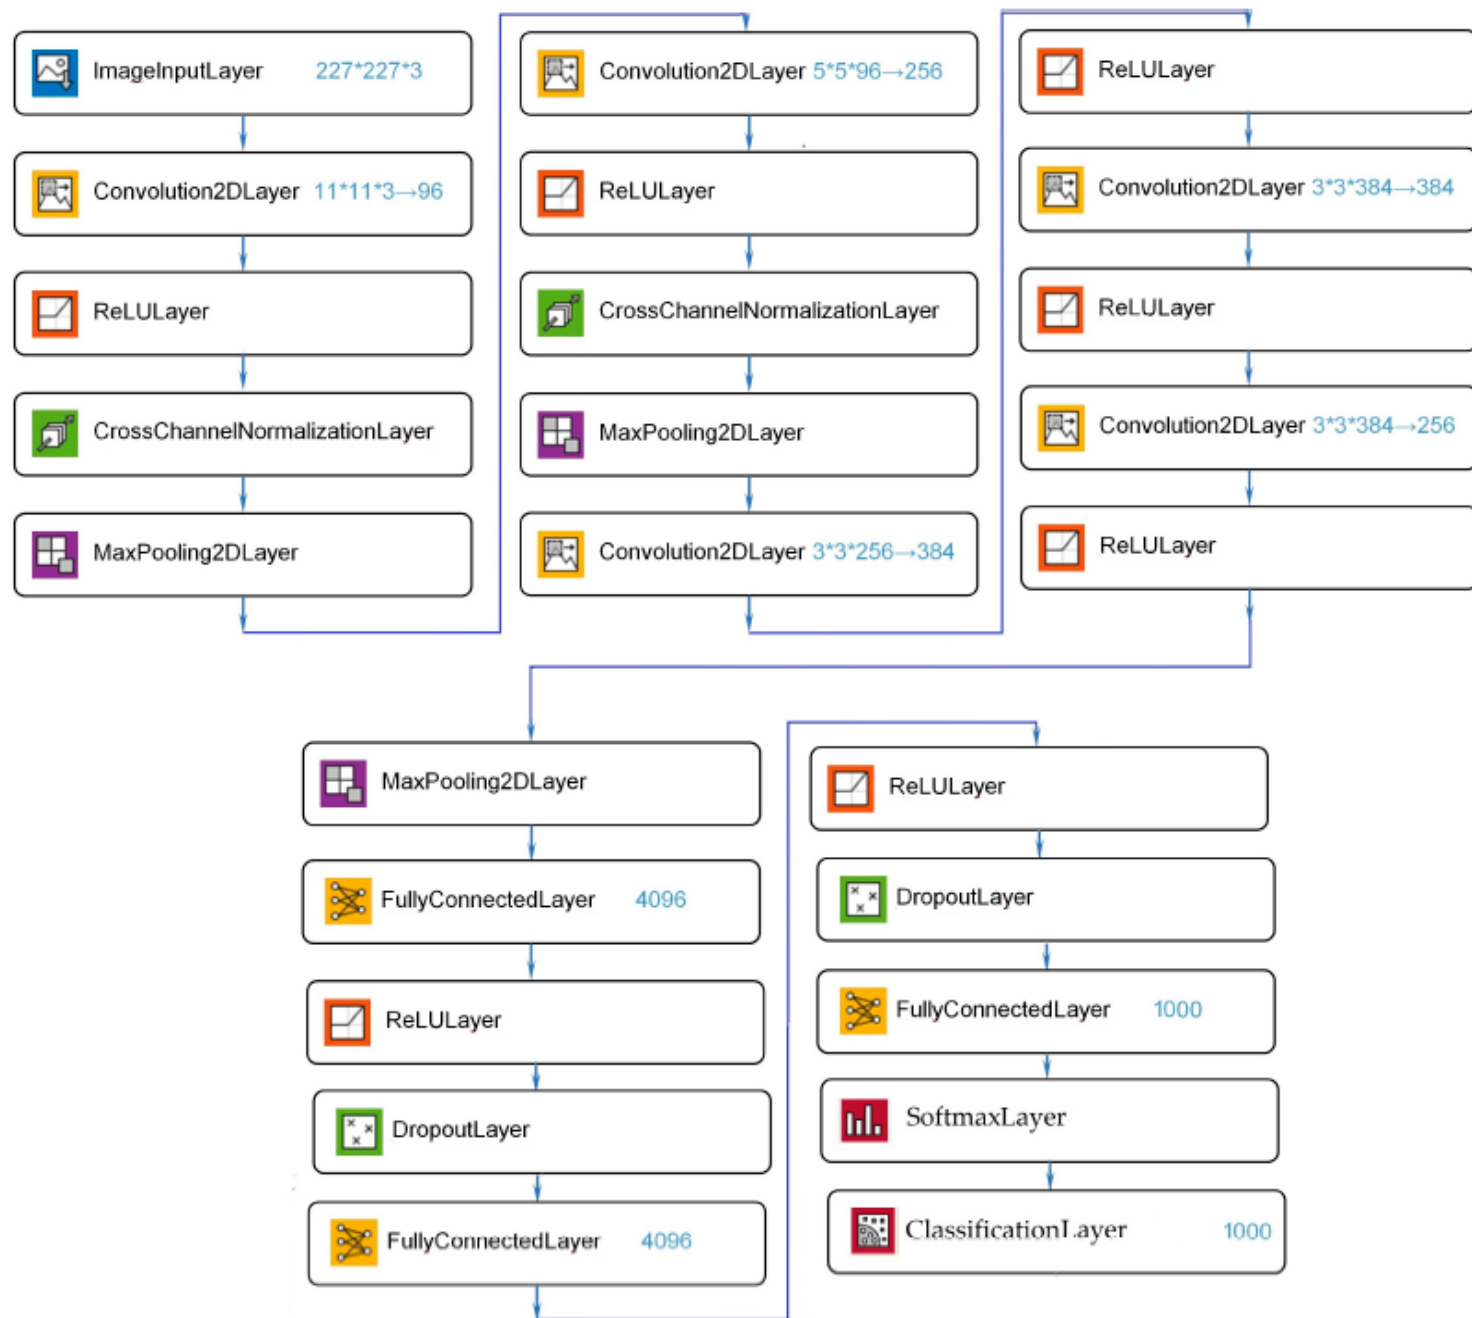 ImageInputLayer 227*227*3
Convolution2DLayer 11*11*3→96
ReLULayer
CrossChannelNormalizationLayer
MaxPooling2DLayer
Convolution2DLayer 5*5*96→256
ReLULayer
CrossChannelNormalizationLayer
MaxPooling2DLayer
Convolution2DLayer 3*3*256→384
ReLULayer
Convolution2DLayer 3*3*384→384
ReLULayer
Convolution2DLayer 3*3*384→256
ReLULayer
MaxPooling2DLayer
FullyConnectedLayer 4096
ReLULayer
DropoutLayer
FullyConnectedLayer 4096
ReLULayer
DropoutLayer
FullyConnectedLayer 1000
SoftmaxLayer
ClassificationLayer 1000